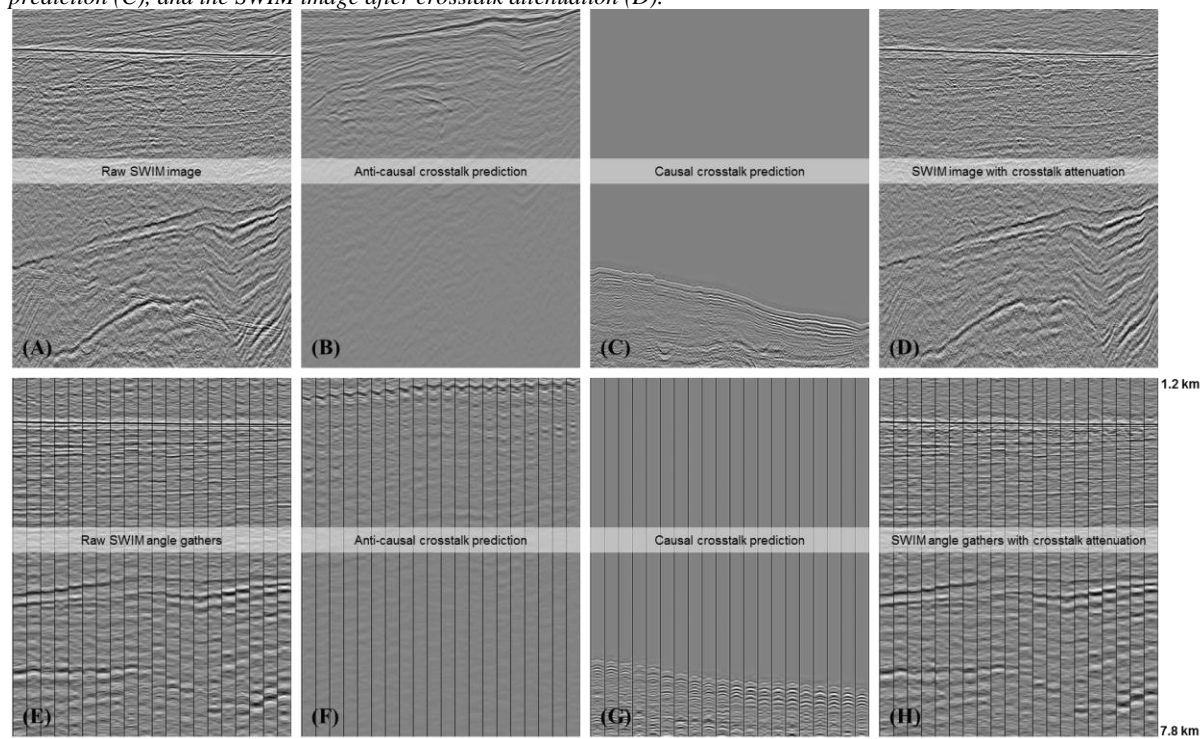 prediction (C), and the SWIM image after crosstalk attenuation (D).
Raw SWIM image
Anti-causal crosstalk prediction
Causal crosstalk prediction
SWIM image with crosstalk attenuation
(A)
(B)
(C)
(D)
1.2 km
Raw SWIM angle gathers
Anti-causal crosstalk prediction
Causal crosstalk prediction
SWIM angle gathers with crosstalk attenuation
(E)
(F)
(G)
(H)
7.8 km